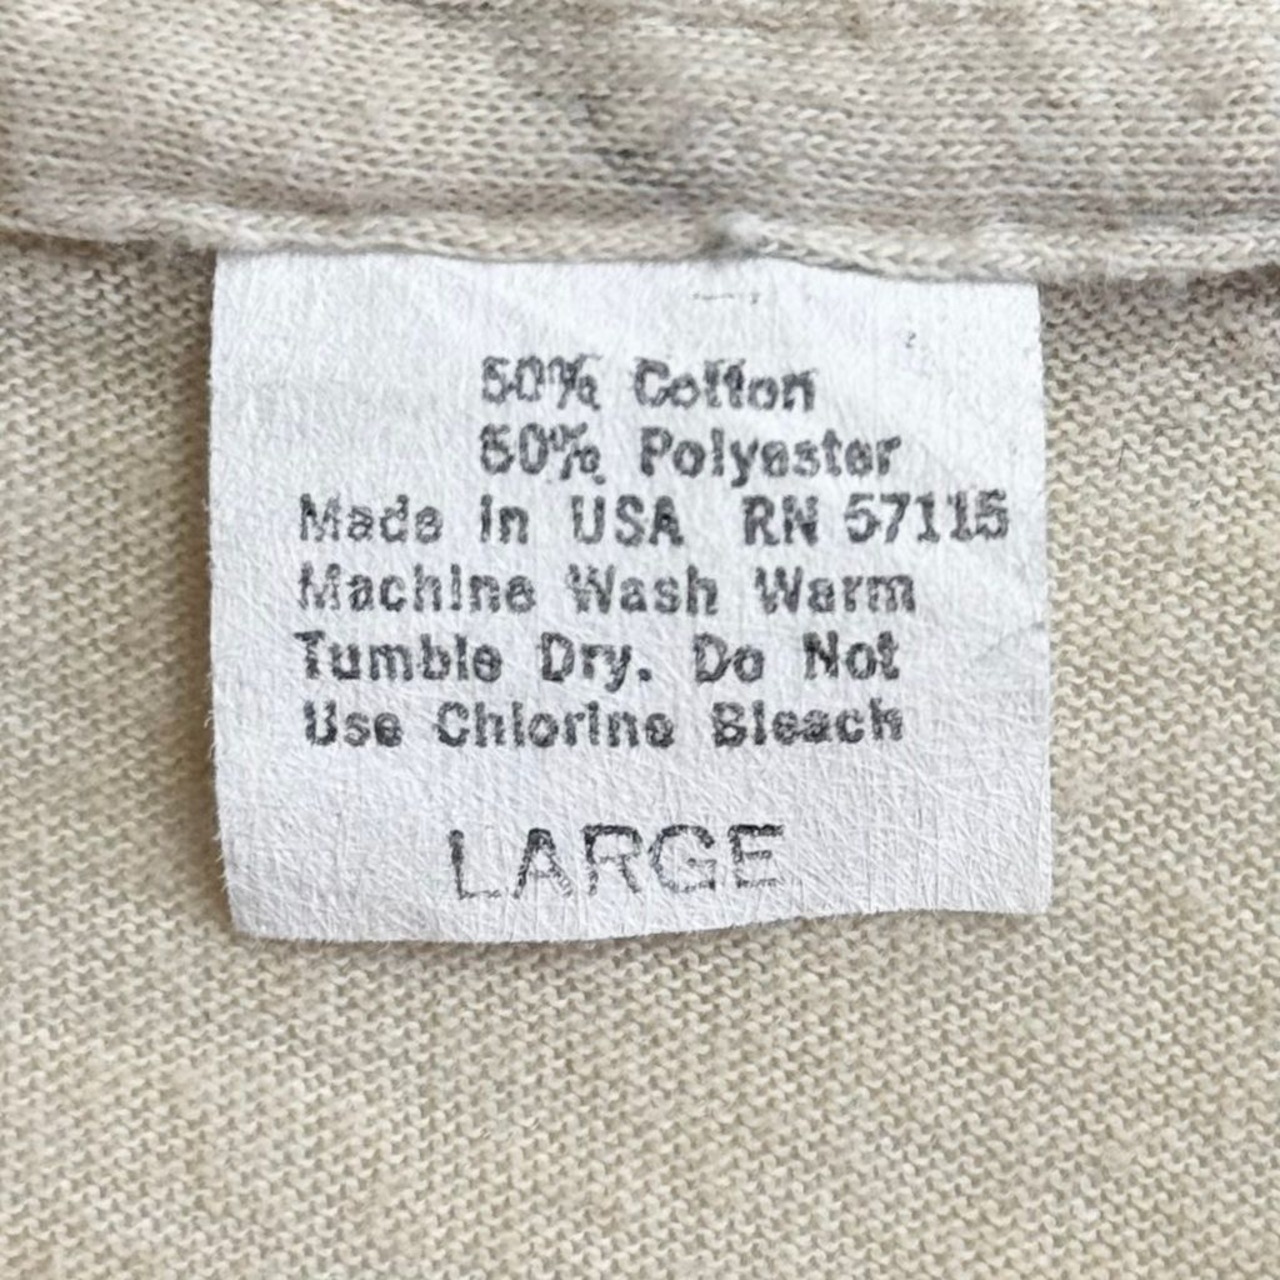 50% Cotton
50% Polyester
Made in USA RN 57115
Machine Wash Warm
Tumble Dry. Do Not
Use Chlorine Bleach
LARGE